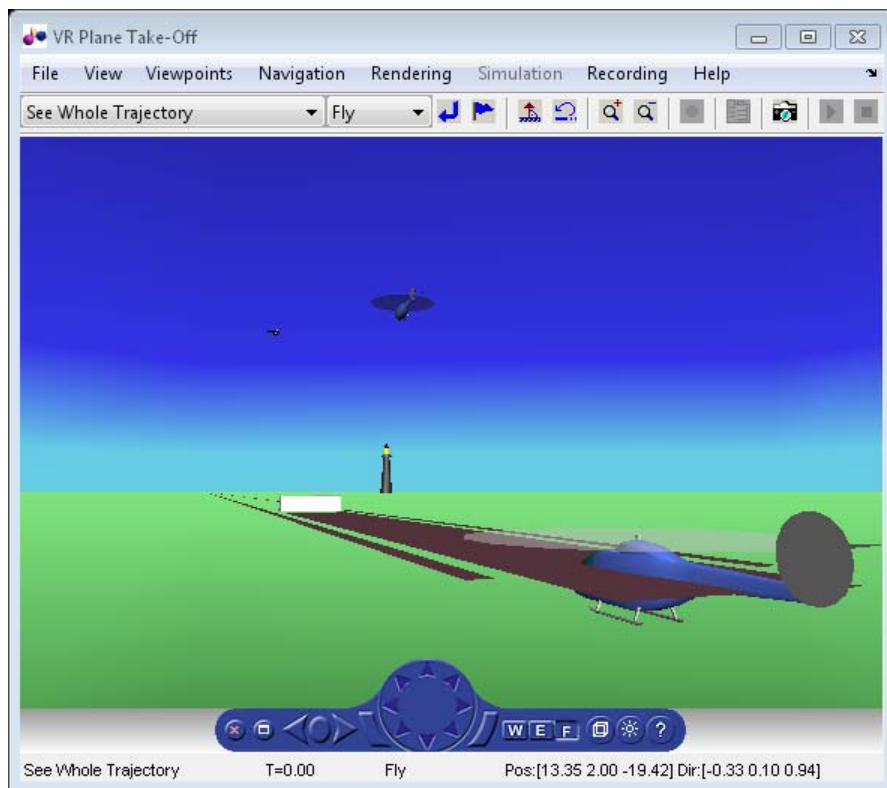 VR Plane Take-Off
File View Viewpoints Navigation Rendering Simulation Recording Help
See Whole Trajectory Fly
W E F ?
See Whole Trajectory T=0.00 Fly Pos:[13.35 2.00 -19.42] Dir:[-0.33 0.10 0.94]